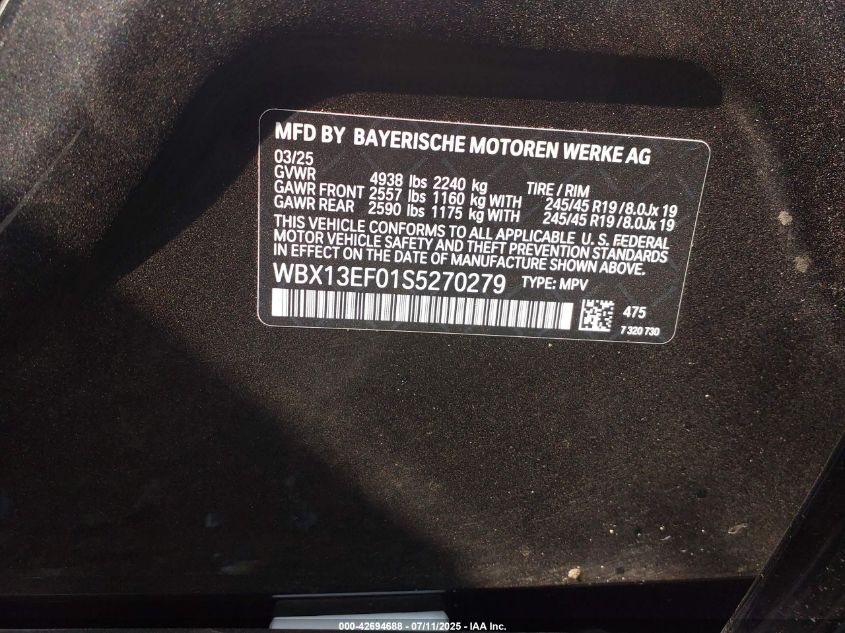 MFD BY BAYERISCHE MOTOREN WERKE AG
03/25
GVWR 4938 lbs 2240 kg TIRE / RIM
GAWR FRONT 2557 lbs 1160 kg WITH 245/45 R19 / 8.0Jx 19
GAWR REAR 2590 lbs 1175 kg WITH 245/45 R19 / 8.0Jx 19
THIS VEHICLE CONFORMS TO ALL APPLICABLE U. S. FEDERAL
MOTOR VEHICLE SAFETY AND THEFT PREVENTION STANDARDS
IN EFFECT ON THE DATE OF MANUFACTURE SHOWN ABOVE.
WBX13EF01S5270279 TYPE: MPV
475
7 320 730
000-42694688 - 07/11/2025 - IAA Inc.